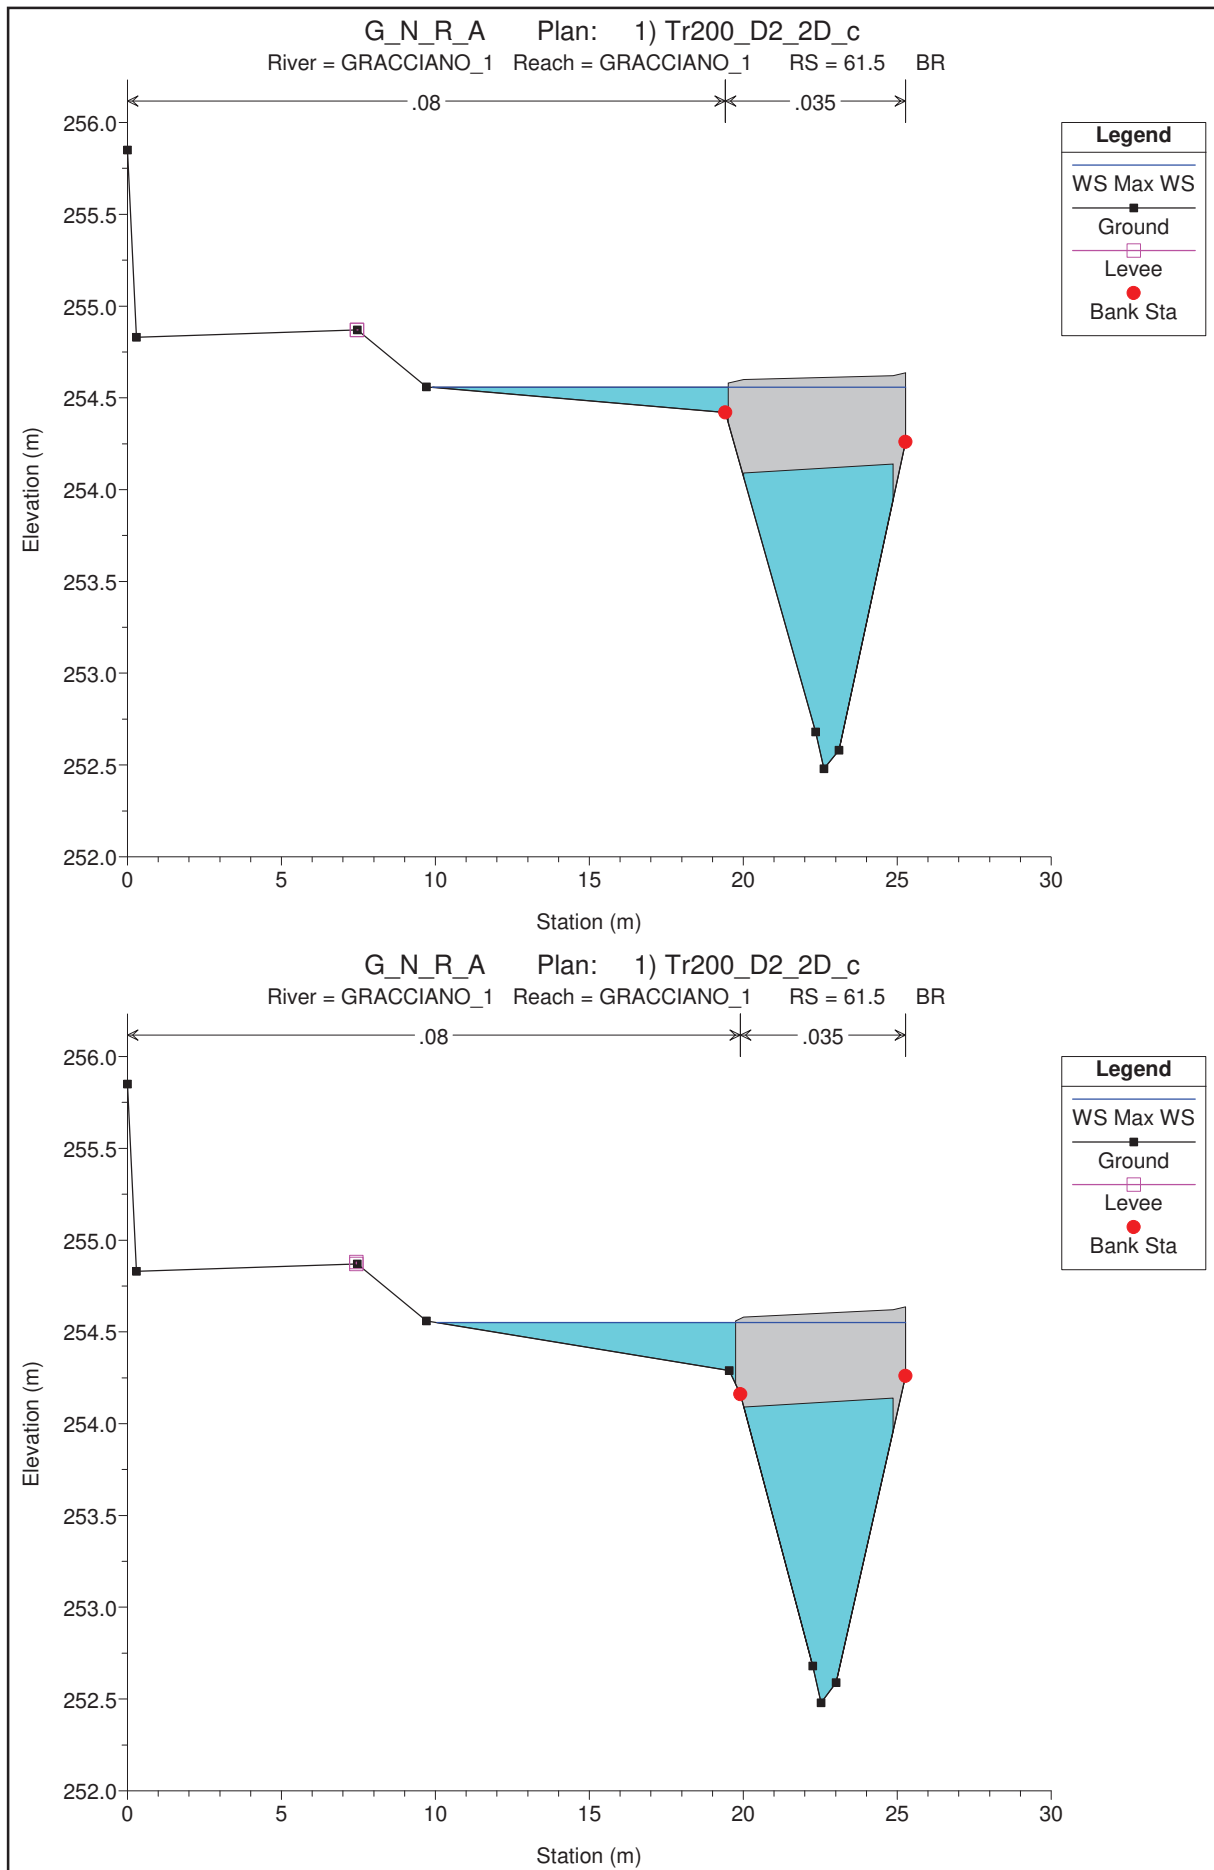 G_N_R_A Plan: 1) Tr200_D2_2D_c
River = GRACCIANO_1 Reach = GRACCIANO_1 RS = 61.5 BR
.08 .035
256.0
255.5
255.0
254.5
254.0
253.5
253.0
252.5
252.0
Elevation (m)
0 5 10 15 20 25 30
Station (m)
Legend
WS Max WS
Ground
Levee
Bank Sta
G_N_R_A Plan: 1) Tr200_D2_2D_c
River = GRACCIANO_1 Reach = GRACCIANO_1 RS = 61.5 BR
.08 .035
256.0
255.5
255.0
254.5
254.0
253.5
253.0
252.5
252.0
Elevation (m)
0 5 10 15 20 25 30
Station (m)
Legend
WS Max WS
Ground
Levee
Bank Sta